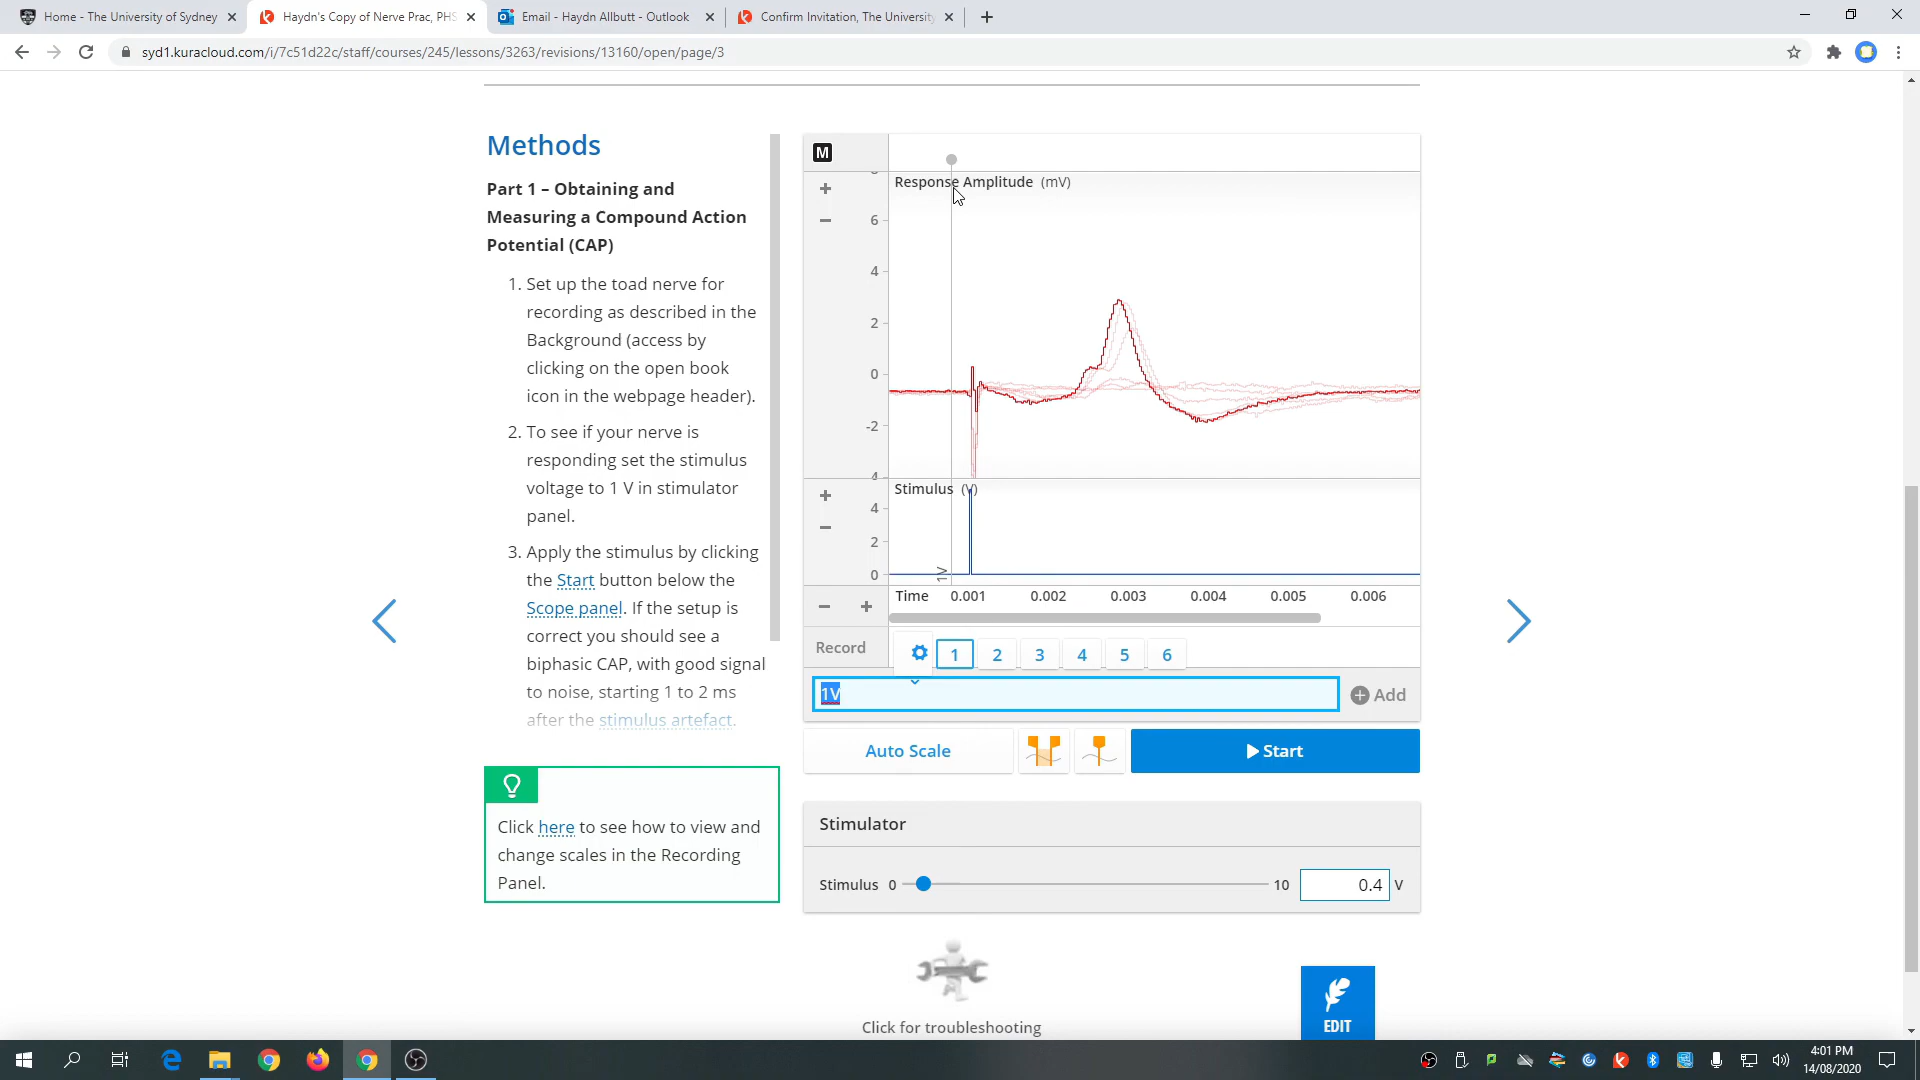 Home - The University of Sydney
Haydn's Copy of Nerve Prac, PHS
Email - Haydn Allbutt - Outlook
Confirm Invitation, The University
syd1.kuracloud.com/i/7c51d22c/staff/courses/245/lessons/3263/revisions/13160/open/page/3
Methods
Part 1 – Obtaining and
Measuring a Compound Action
Potential (CAP)
1. Set up the toad nerve for
recording as described in the
Background (access by
clicking on the open book
icon in the webpage header).
2. To see if your nerve is
responding set the stimulus
voltage to 1 V in stimulator
panel.
3. Apply the stimulus by clicking
the Start button below the
Scope panel. If the setup is
correct you should see a
biphasic CAP, with good signal
to noise, starting 1 to 2 ms
after the stimulus artefact.
Click here to see how to view and
change scales in the Recording
Panel.
M
Response Amplitude (mV)
6
4
2
0
-2
Stimulus (V)
4
2
0
1V
Time 0.001 0.002 0.003 0.004 0.005 0.006
Record 1 2 3 4 5 6
1V
Add
Auto Scale
Start
Stimulator
Stimulus 0 10 0.4 V
Click for troubleshooting
EDIT
4:01 PM
14/08/2020